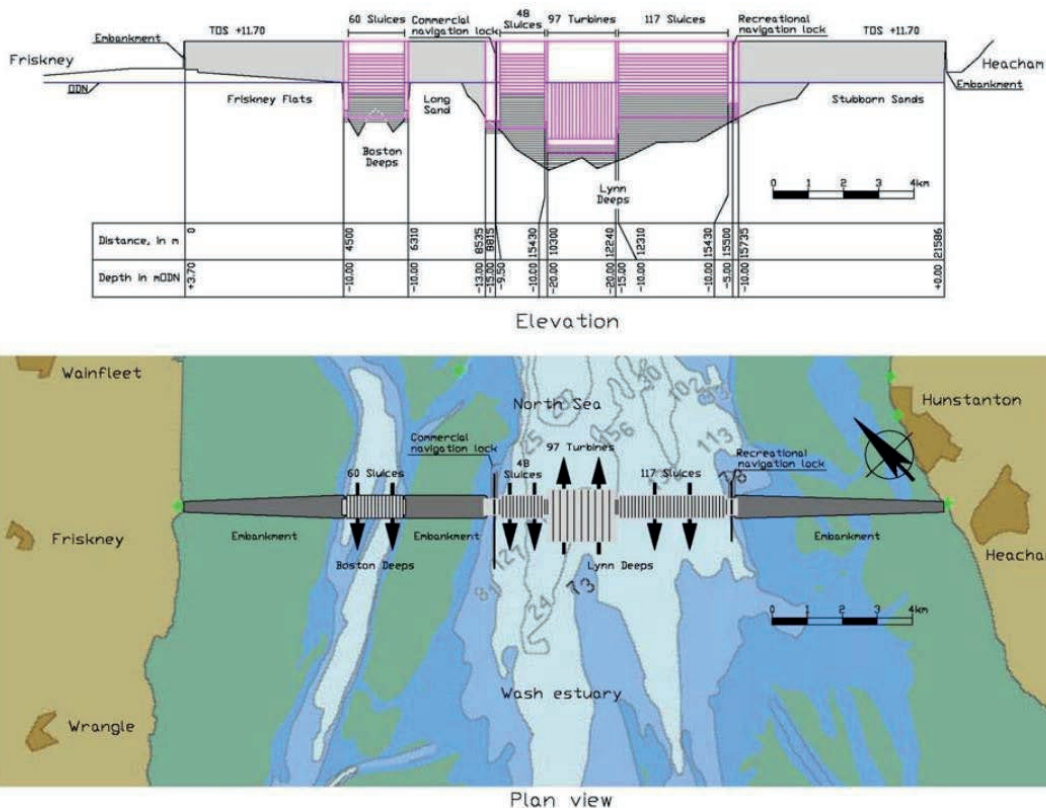 60 Sluices
Commercial
navigation lock
48
Sluices
97 Turbines
117 Sluices
Recreational
navigation lock
TOS +11.70
TOS +11.70
Embankment
Friskney
Heacham
ODN
Embankment
Friskney Flats
Long
Sand
Stubborn Sands
Boston
Deeps
Lynn
Deeps
0 1 2 3 4km
Distance, in m
0
4500
6310
8535
8815
15430
10300
12240
12310
15430
15500
15735
21586
Depth in mODN
+3.70
-10.00
-10.00
-13.00
-15.00
-9.50
-10.00
-20.00
-20.00
-15.00
-10.00
-10.00
-5.00
-10.00
+0.00
Elevation
Wainfleet
North Sea
Hunstanton
Commercial
navigation lock
97 Turbines
60 Sluices
48
Sluices
117 Sluices
Recreational
navigation lock
Friskney
Embankment
Embankment
Embankment
Boston Deeps
Lynn Deeps
Heacham
0 1 2 3 4km
Wash estuary
Wrangle
Plan view